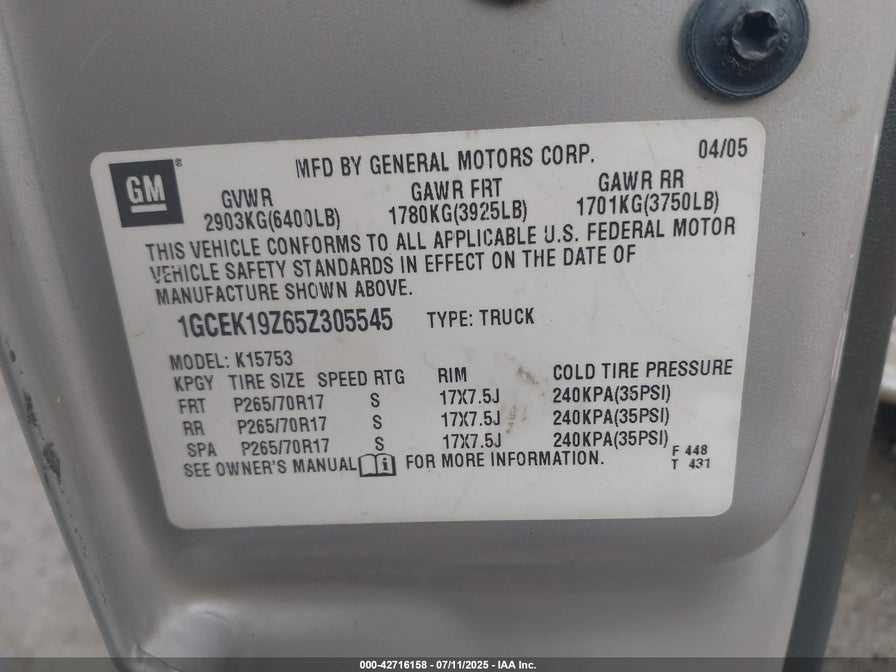 GM
®
MFD BY GENERAL MOTORS CORP. 04/05
GVWR GAWR FRT GAWR RR
2903KG(6400LB) 1780KG(3925LB) 1701KG(3750LB)
THIS VEHICLE CONFORMS TO ALL APPLICABLE U.S. FEDERAL MOTOR
VEHICLE SAFETY STANDARDS IN EFFECT ON THE DATE OF
MANUFACTURE SHOWN ABOVE.
1GCEK19Z65Z305545 TYPE: TRUCK
MODEL: K15753
KPGY TIRE SIZE SPEED RTG RIM COLD TIRE PRESSURE
FRT P265/70R17 S 17X7.5J 240KPA(35PSI)
RR P265/70R17 S 17X7.5J 240KPA(35PSI)
SPA P265/70R17 S 17X7.5J 240KPA(35PSI)
SEE OWNER'S MANUAL FOR MORE INFORMATION.
F 448
T 431
000-42716158 - 07/11/2025 - IAA Inc.